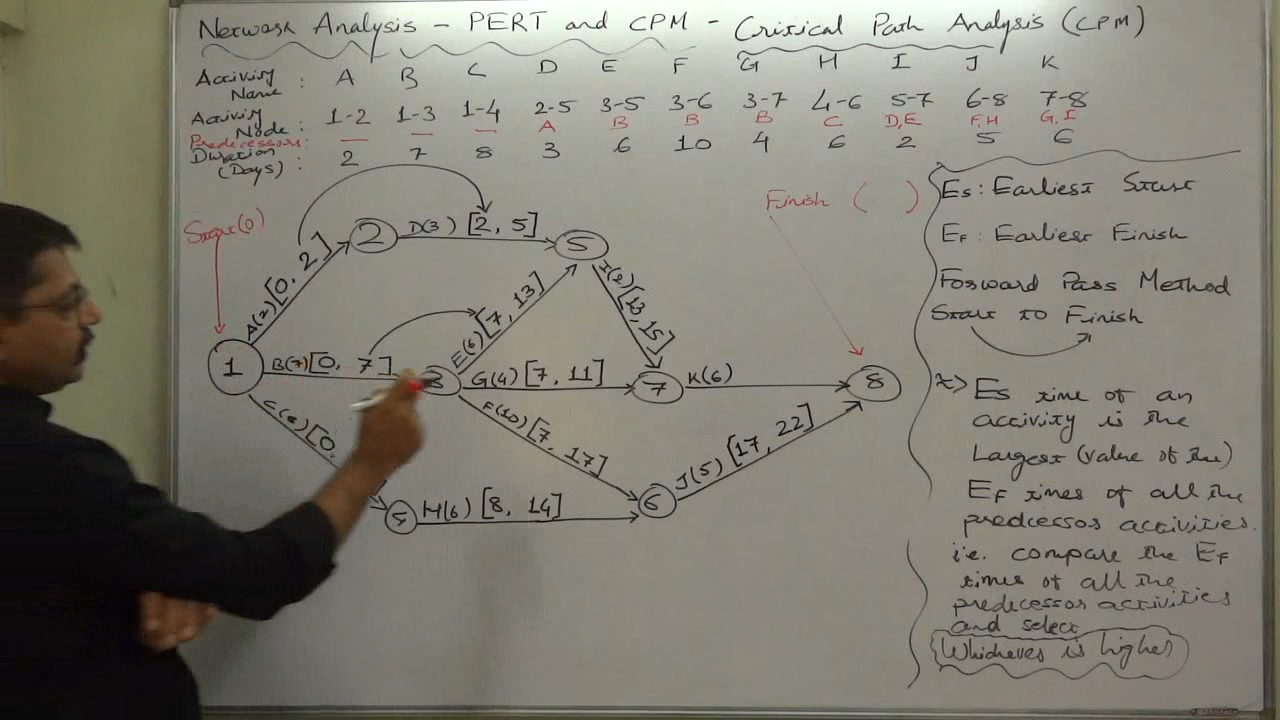 Network Analysis - PERT and CPM - Critical Path Analysis (CPM)
Activity Name : A B C D E F G H I J K
Activity Node : 1-2 1-3 1-4 2-5 3-5 3-6 3-7 4-6 5-7 6-8 7-8
Predecessors: — — — A B B B C D,E F,H G,I
Duration (Days) : 2 7 8 3 6 10 4 6 2 5 6
Start(0)
Finish ( )
1
2
3
4
5
6
7
8
A(2)[0, 2]
B(7)[0, 7]
C(8)[0,
D(3) [2, 5]
E(6)[7, 13]
G(4) [7, 11]
F(10)[7, 17]
H(6) [8, 14]
I(2)[13, 15]
K(6)
J(5) [17, 22]
ES : Earliest Start
EF : Earliest Finish
Forward Pass Method
Start to Finish
ES time of an
activity is the
Largest (value of the)
EF times of all the
predcessor activities.
i.e. compare the EF
times of all the
predecessor activities
and select
Whichever is higher